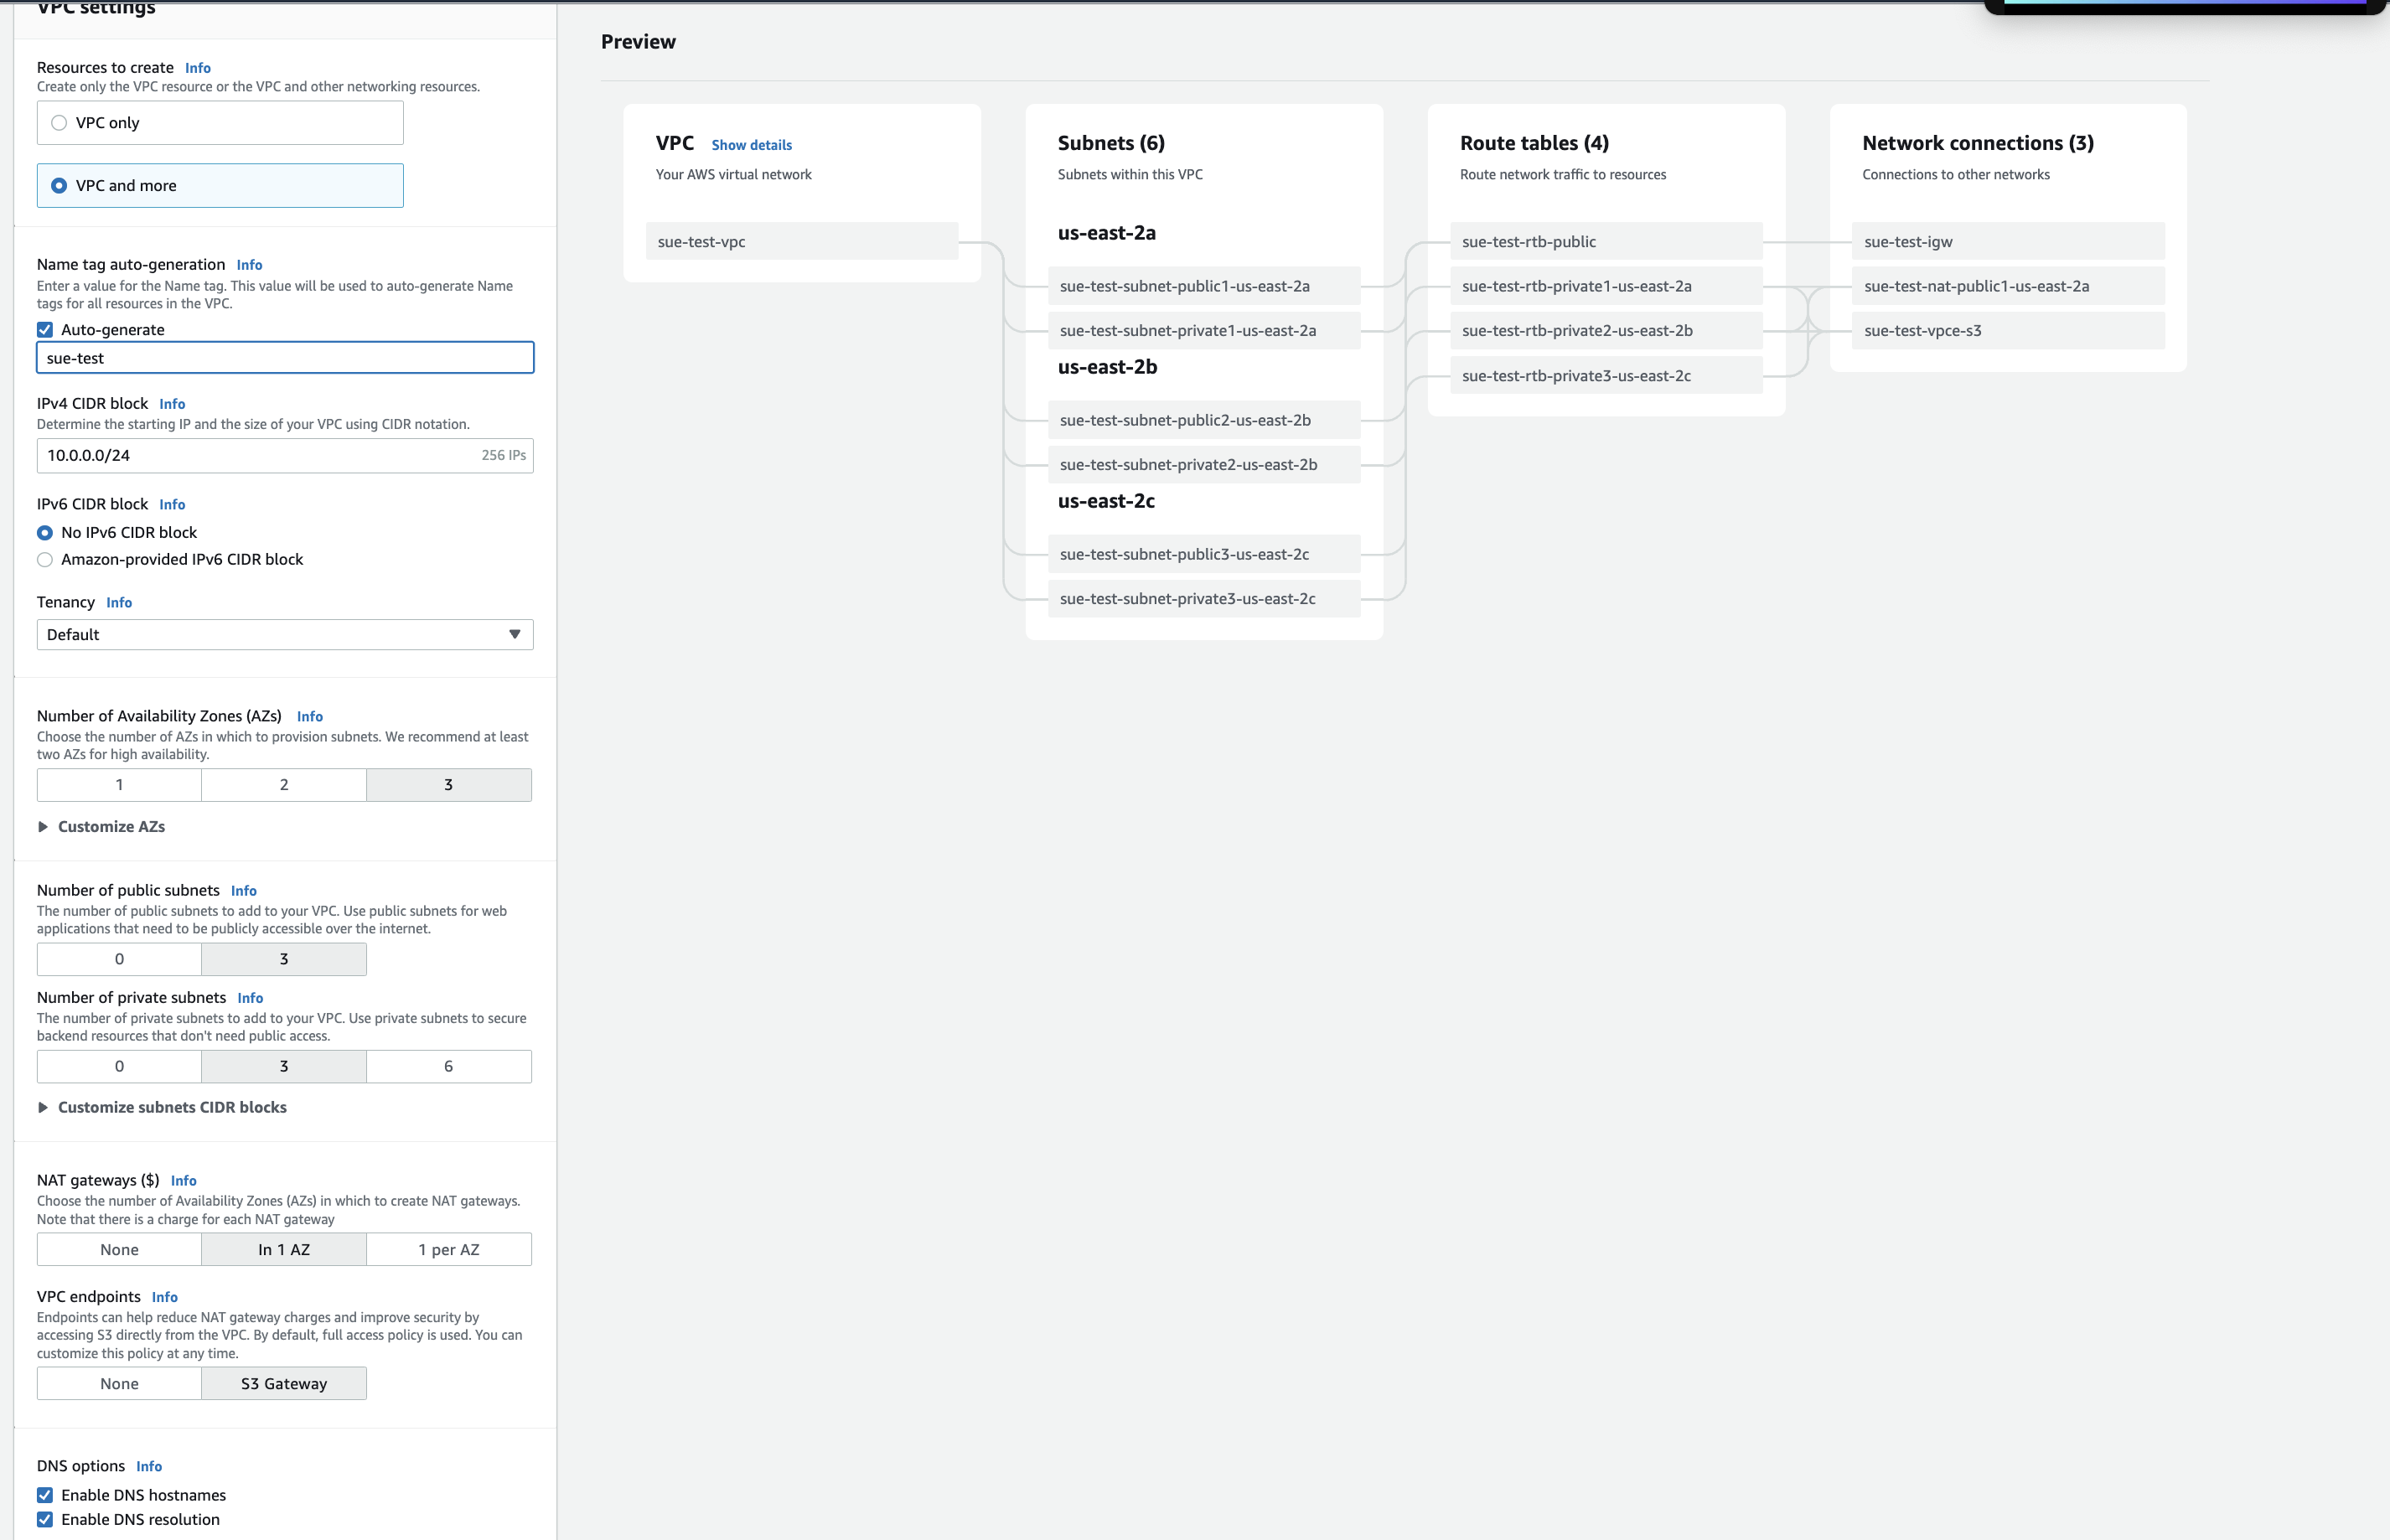 VPC settings
Resources to create Info
Create only the VPC resource or the VPC and other networking resources.
VPC only
VPC and more
Name tag auto-generation Info
Enter a value for the Name tag. This value will be used to auto-generate Name
tags for all resources in the VPC.
Auto-generate
sue-test
IPv4 CIDR block Info
Determine the starting IP and the size of your VPC using CIDR notation.
10.0.0.0/24 256 IPs
IPv6 CIDR block Info
No IPv6 CIDR block
Amazon-provided IPv6 CIDR block
Tenancy Info
Default
Number of Availability Zones (AZs) Info
Choose the number of AZs in which to provision subnets. We recommend at least
two AZs for high availability.
1 2 3
Customize AZs
Number of public subnets Info
The number of public subnets to add to your VPC. Use public subnets for web
applications that need to be publicly accessible over the internet.
0 3
Number of private subnets Info
The number of private subnets to add to your VPC. Use private subnets to secure
backend resources that don't need public access.
0 3 6
Customize subnets CIDR blocks
NAT gateways ($) Info
Choose the number of Availability Zones (AZs) in which to create NAT gateways.
Note that there is a charge for each NAT gateway
None In 1 AZ 1 per AZ
VPC endpoints Info
Endpoints can help reduce NAT gateway charges and improve security by
accessing S3 directly from the VPC. By default, full access policy is used. You can
customize this policy at any time.
None S3 Gateway
DNS options Info
Enable DNS hostnames
Enable DNS resolution
Preview
VPC Show details
Your AWS virtual network
sue-test-vpc
Subnets (6)
Subnets within this VPC
us-east-2a
sue-test-subnet-public1-us-east-2a
sue-test-subnet-private1-us-east-2a
us-east-2b
sue-test-subnet-public2-us-east-2b
sue-test-subnet-private2-us-east-2b
us-east-2c
sue-test-subnet-public3-us-east-2c
sue-test-subnet-private3-us-east-2c
Route tables (4)
Route network traffic to resources
sue-test-rtb-public
sue-test-rtb-private1-us-east-2a
sue-test-rtb-private2-us-east-2b
sue-test-rtb-private3-us-east-2c
Network connections (3)
Connections to other networks
sue-test-igw
sue-test-nat-public1-us-east-2a
sue-test-vpce-s3